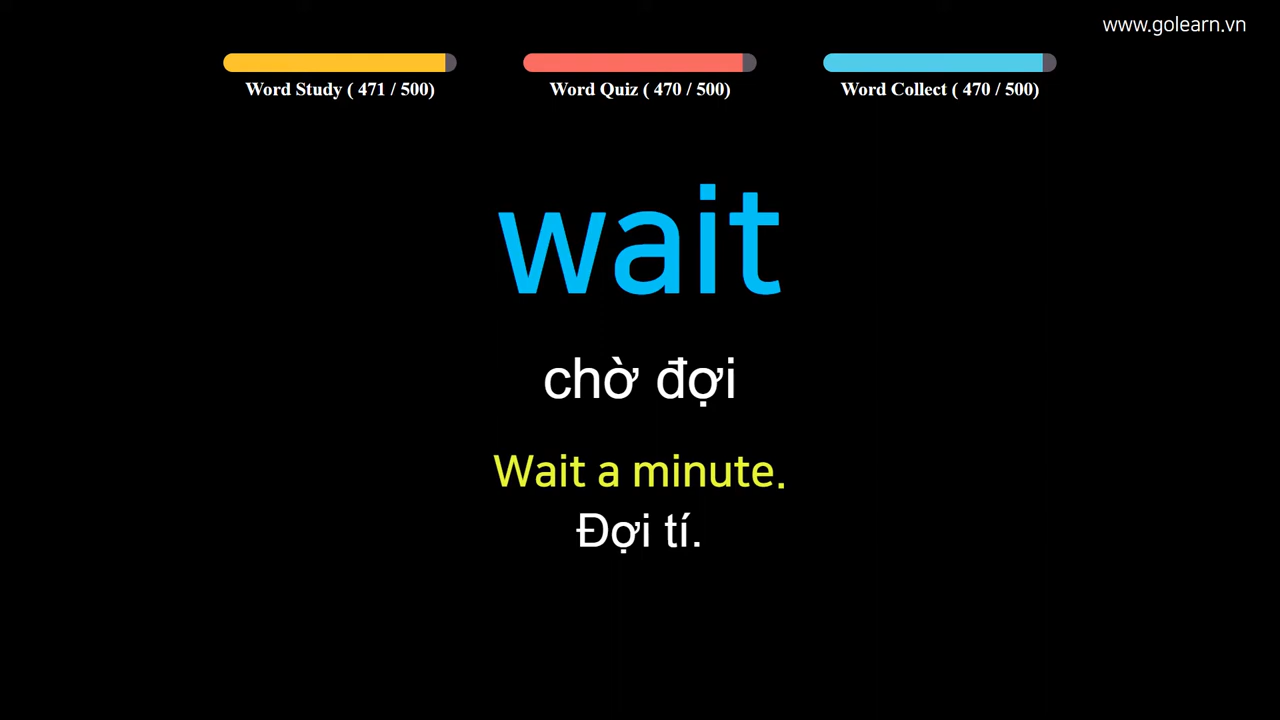 www.golearn.vn
Word Study ( 471 / 500)
Word Quiz ( 470 / 500)
Word Collect ( 470 / 500)
wait
chờ đợi
Wait a minute.
Đợi tí.